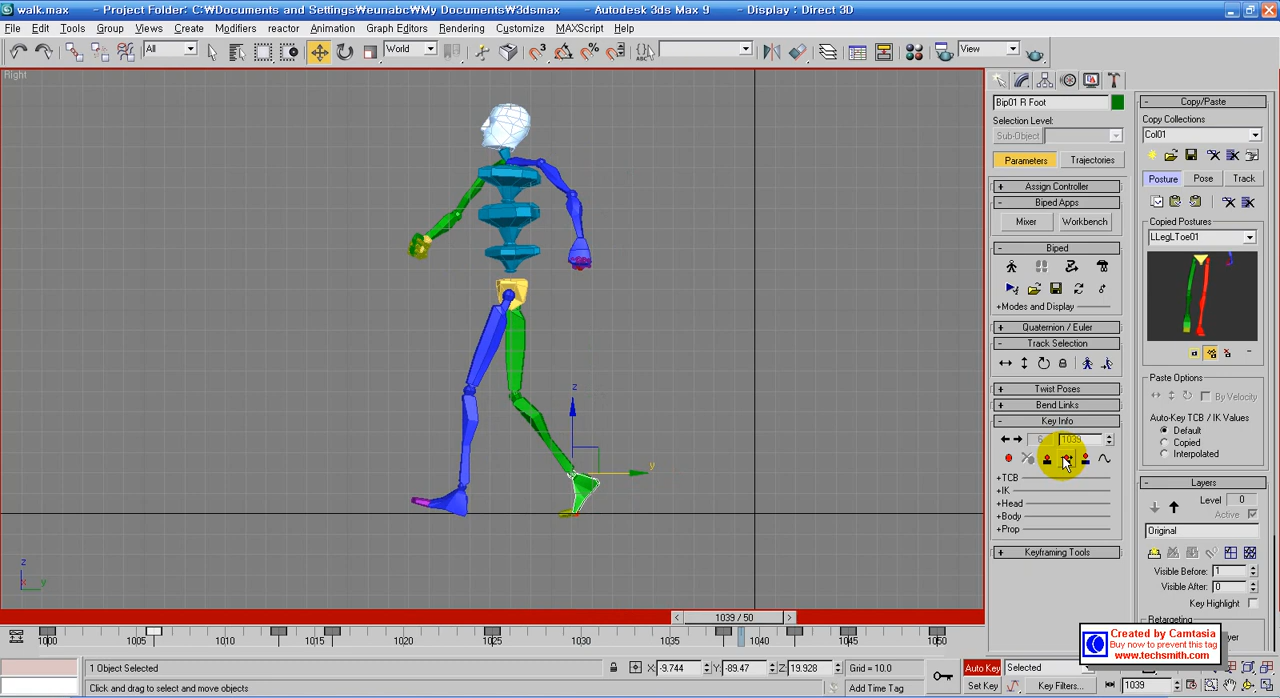 walk.max - Project Folder: C:₩Documents and Settings₩eunabc₩My Documents₩3dsmax - Autodesk 3ds Max 9 - Display : Direct 3D
File Edit Tools Group Views Create Modifiers reactor Animation Graph Editors Rendering Customize MAXScript Help
All World View
Right
Bip01 R Foot
Selection Level:
Sub-Object
Parameters Trajectories
+ Assign Controller
- Biped Apps
Mixer Workbench
- Biped
+Modes and Display
+ Quaternion / Euler
- Track Selection
+ Twist Poses
+ Bend Links
- Key Info
6 1039
+TCB
+IK
+Head
+Body
+Prop
+ Keyframing Tools
- Copy/Paste
Copy Collections
Col01
Posture Pose Track
Copied Postures
LLegLToe01
Paste Options
By Velocity
Auto-Key TCB / IK Values
Default
Copied
Interpolated
- Layers
Level 0
Active
Original
Visible Before: 1
Visible After: 0
Key Highlight
Retargeting
z
y
z
x y
< 1039 / 50 >
1000 1005 1010 1015 1020 1025 1030 1035 1040 1045 1050
Created by Camtasia
Buy now to prevent this tag
www.techsmith.com
1 Object Selected X: -9.744 Y: -89.47 Z: 19.928 Grid = 10.0 Auto Key Selected
Click and drag to select and move objects Add Time Tag Set Key Key Filters... 1039